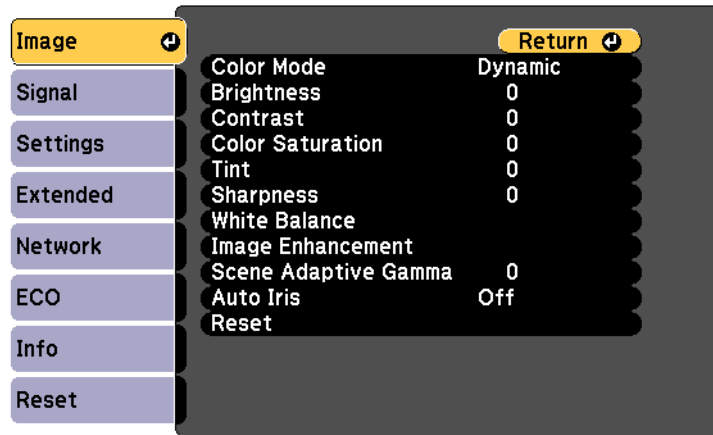 Image
Signal
Settings
Extended
Network
ECO
Info
Reset
Return
Color Mode Dynamic
Brightness 0
Contrast 0
Color Saturation 0
Tint 0
Sharpness 0
White Balance
Image Enhancement
Scene Adaptive Gamma 0
Auto Iris Off
Reset